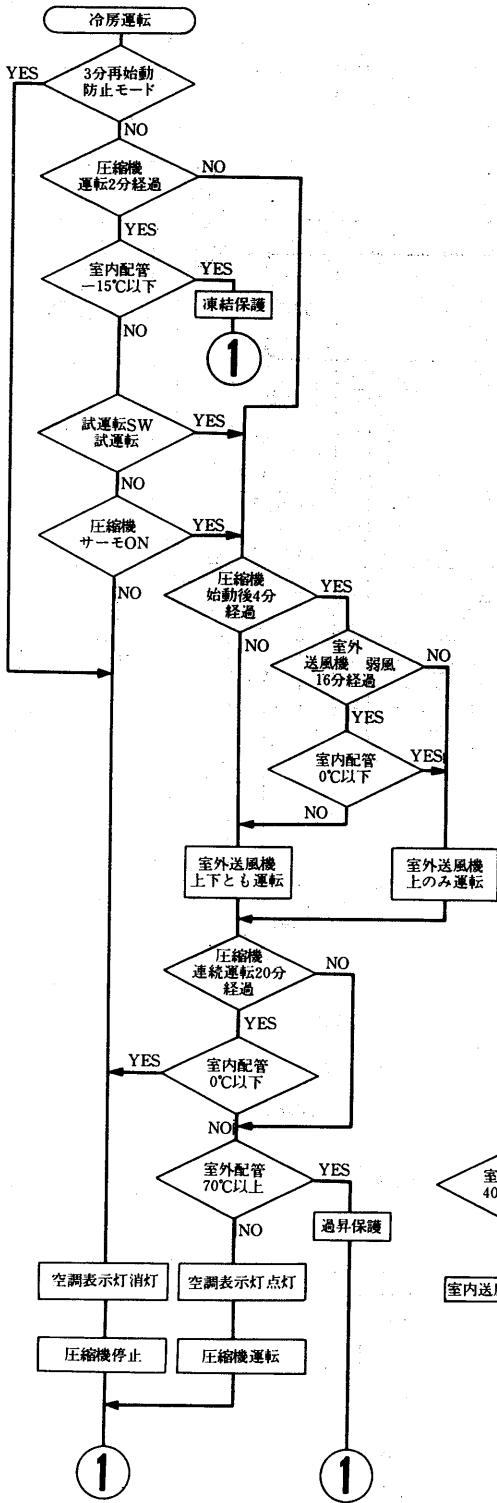 冷房運転
YES
3分再始動
防止モード
NO
圧縮機
運転2分経過
NO
YES
室内配管
-15℃以下
YES
凍結保護
1
NO
試運転SW
試運転
YES
NO
圧縮機
サーモON
YES
NO
圧縮機
始動後4分
経過
YES
NO
室外
送風機 弱風
16分経過
NO
YES
室内配管
0℃以下
YES
NO
室外送風機
上下とも運転
室外送風機
上のみ運転
圧縮機
連続運転20分
経過
NO
YES
室内配管
0℃以下
YES
NO
室外配管
70℃以上
YES
NO
過昇保護
室
40
室内送
空調表示灯消灯
空調表示灯点灯
圧縮機停止
圧縮機運転
1
1